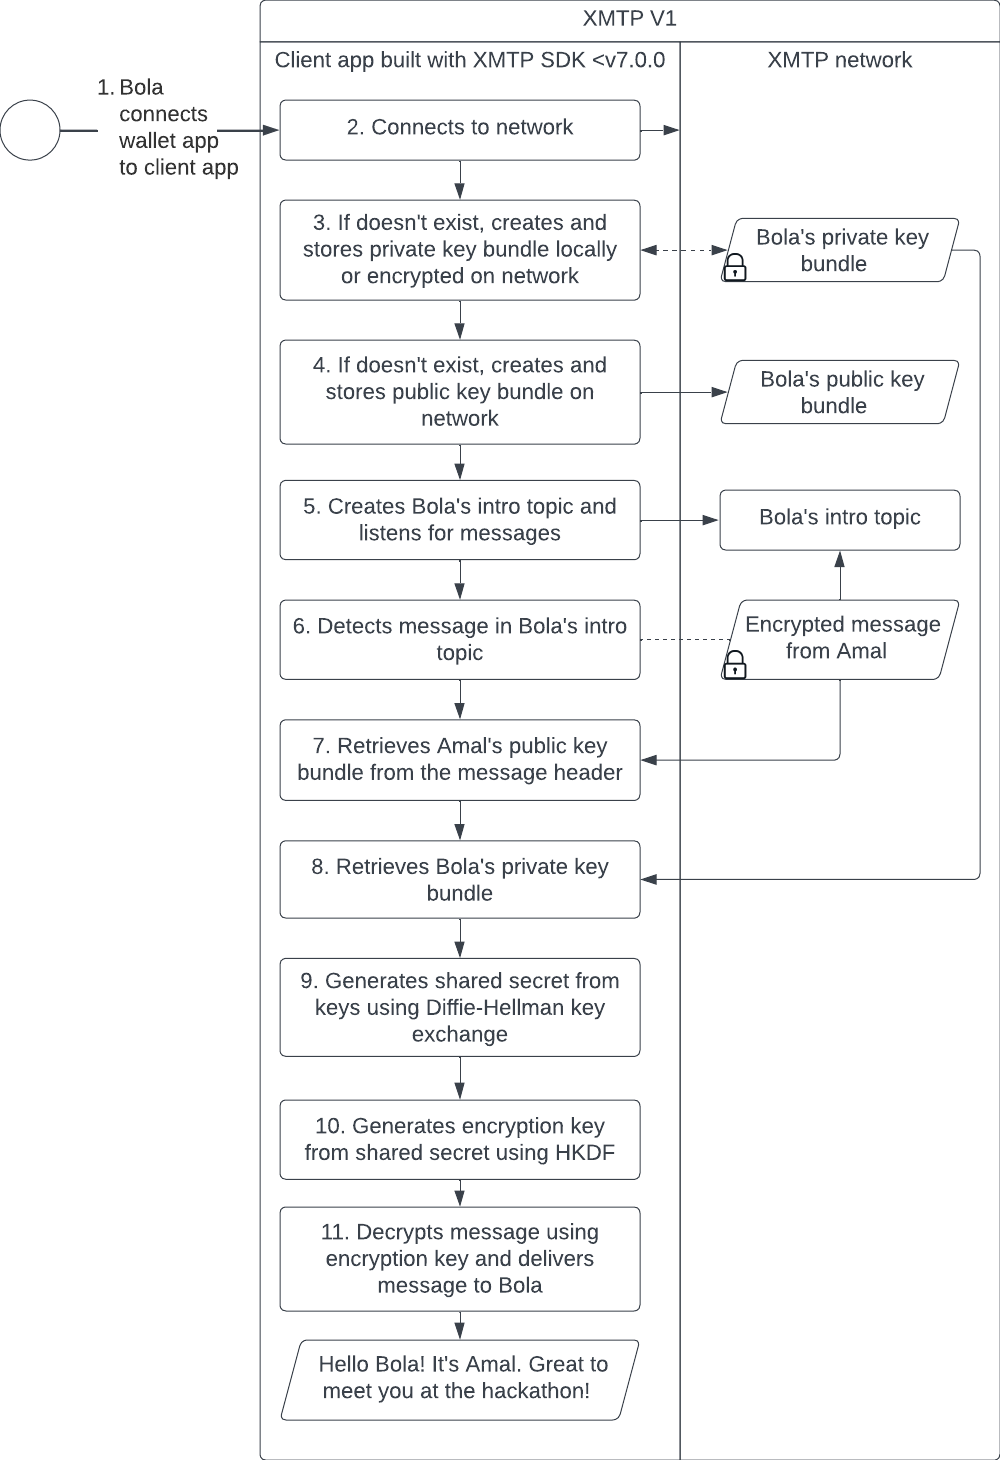 XMTP V1
Client app built with XMTP SDK <v7.0.0
XMTP network
1. Bola
connects
wallet app
to client app
2. Connects to network
3. If doesn't exist, creates and
stores private key bundle locally
or encrypted on network
Bola's private key
bundle
4. If doesn't exist, creates and
stores public key bundle on
network
Bola's public key
bundle
5. Creates Bola's intro topic and
listens for messages
Bola's intro topic
6. Detects message in Bola's intro
topic
Encrypted message
from Amal
7. Retrieves Amal's public key
bundle from the message header
8. Retrieves Bola's private key
bundle
9. Generates shared secret from
keys using Diffie-Hellman key
exchange
10. Generates encryption key
from shared secret using HKDF
11. Decrypts message using
encryption key and delivers
message to Bola
Hello Bola! It's Amal. Great to
meet you at the hackathon!